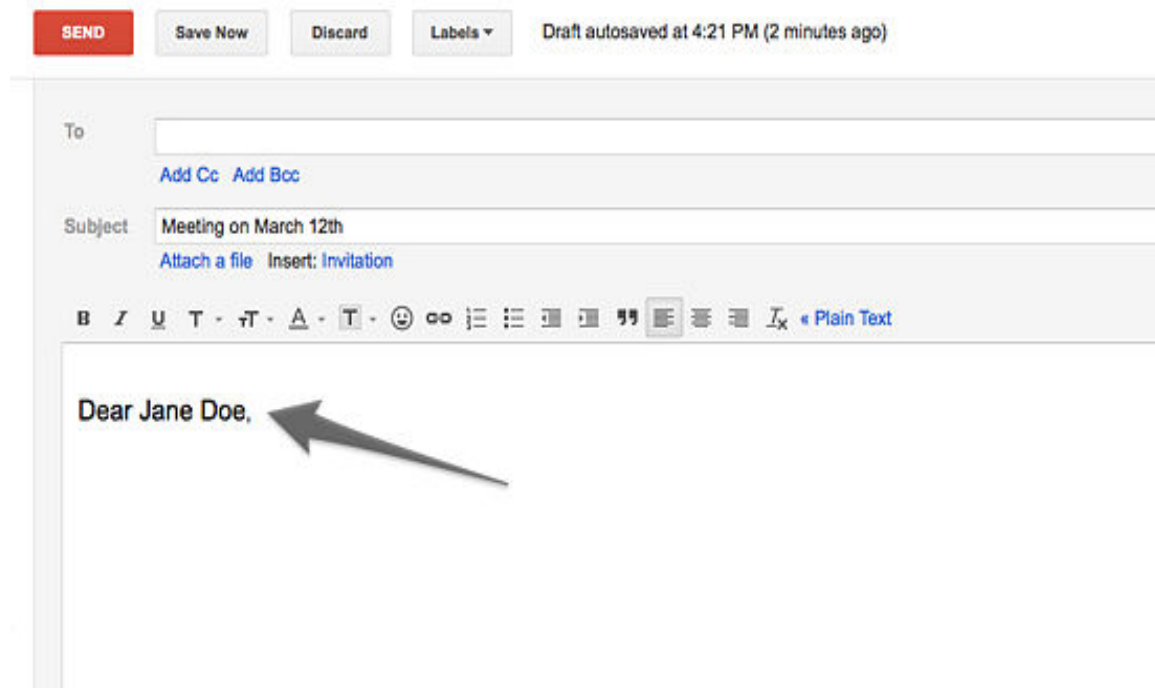 SEND Save Now Discard Labels Draft autosaved at 4:21 PM (2 minutes ago)
To
Add Cc Add Bcc
Subject Meeting on March 12th
Attach a file Insert: Invitation
B I U T T A T T « Plain Text
Dear Jane Doe,